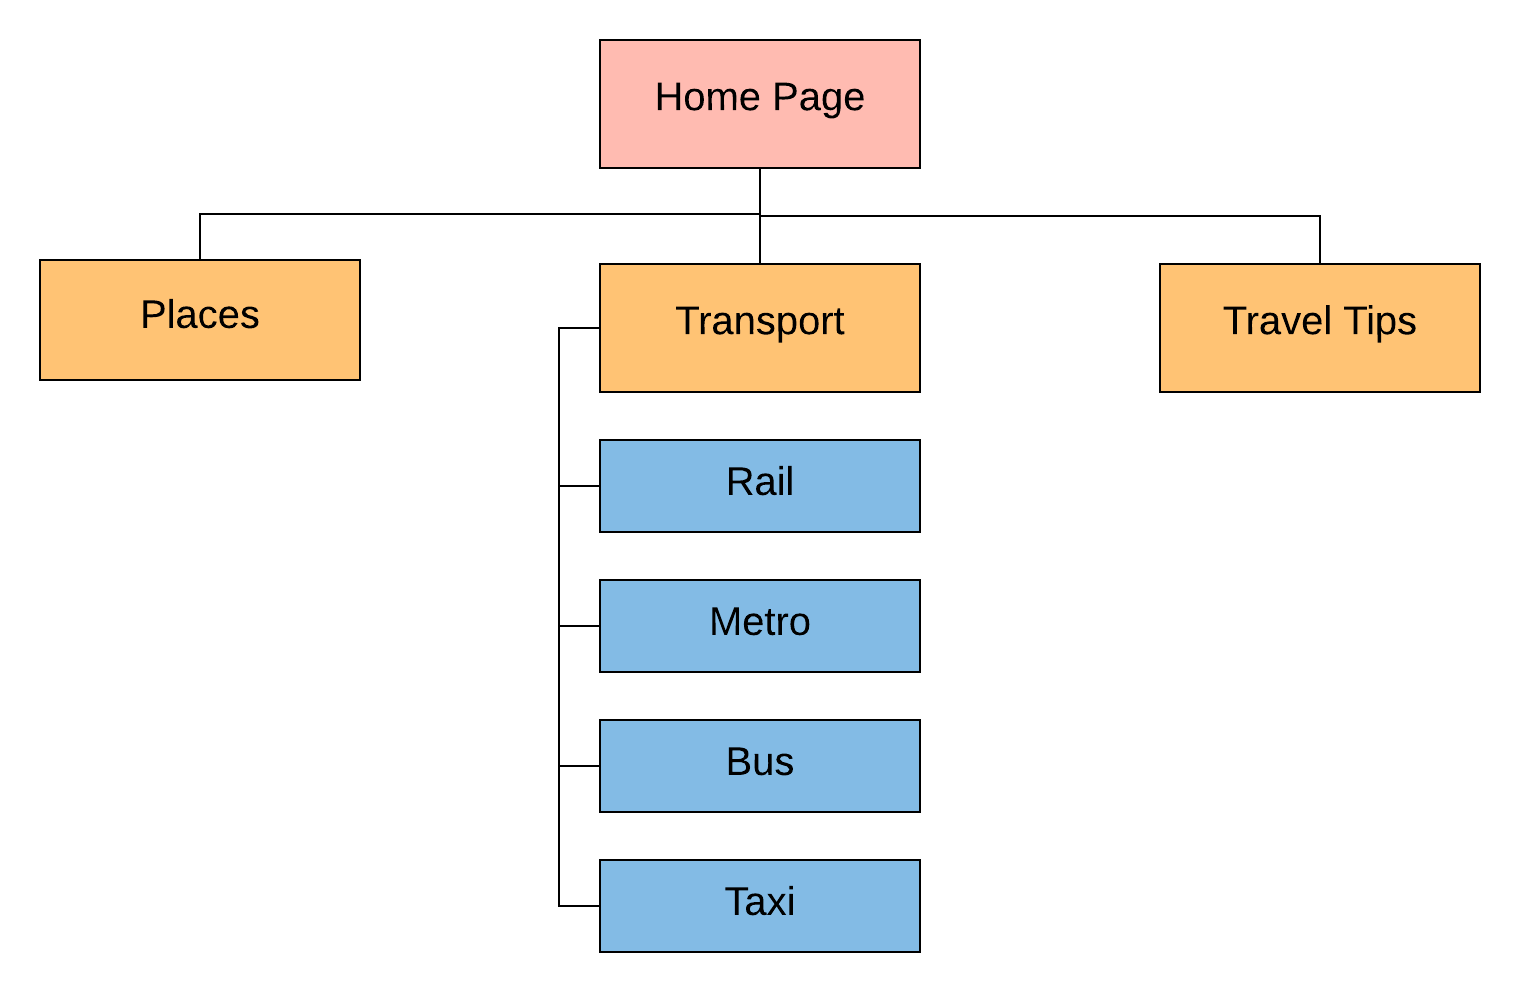 Home Page
Places
Transport
Travel Tips
Rail
Metro
Bus
Taxi